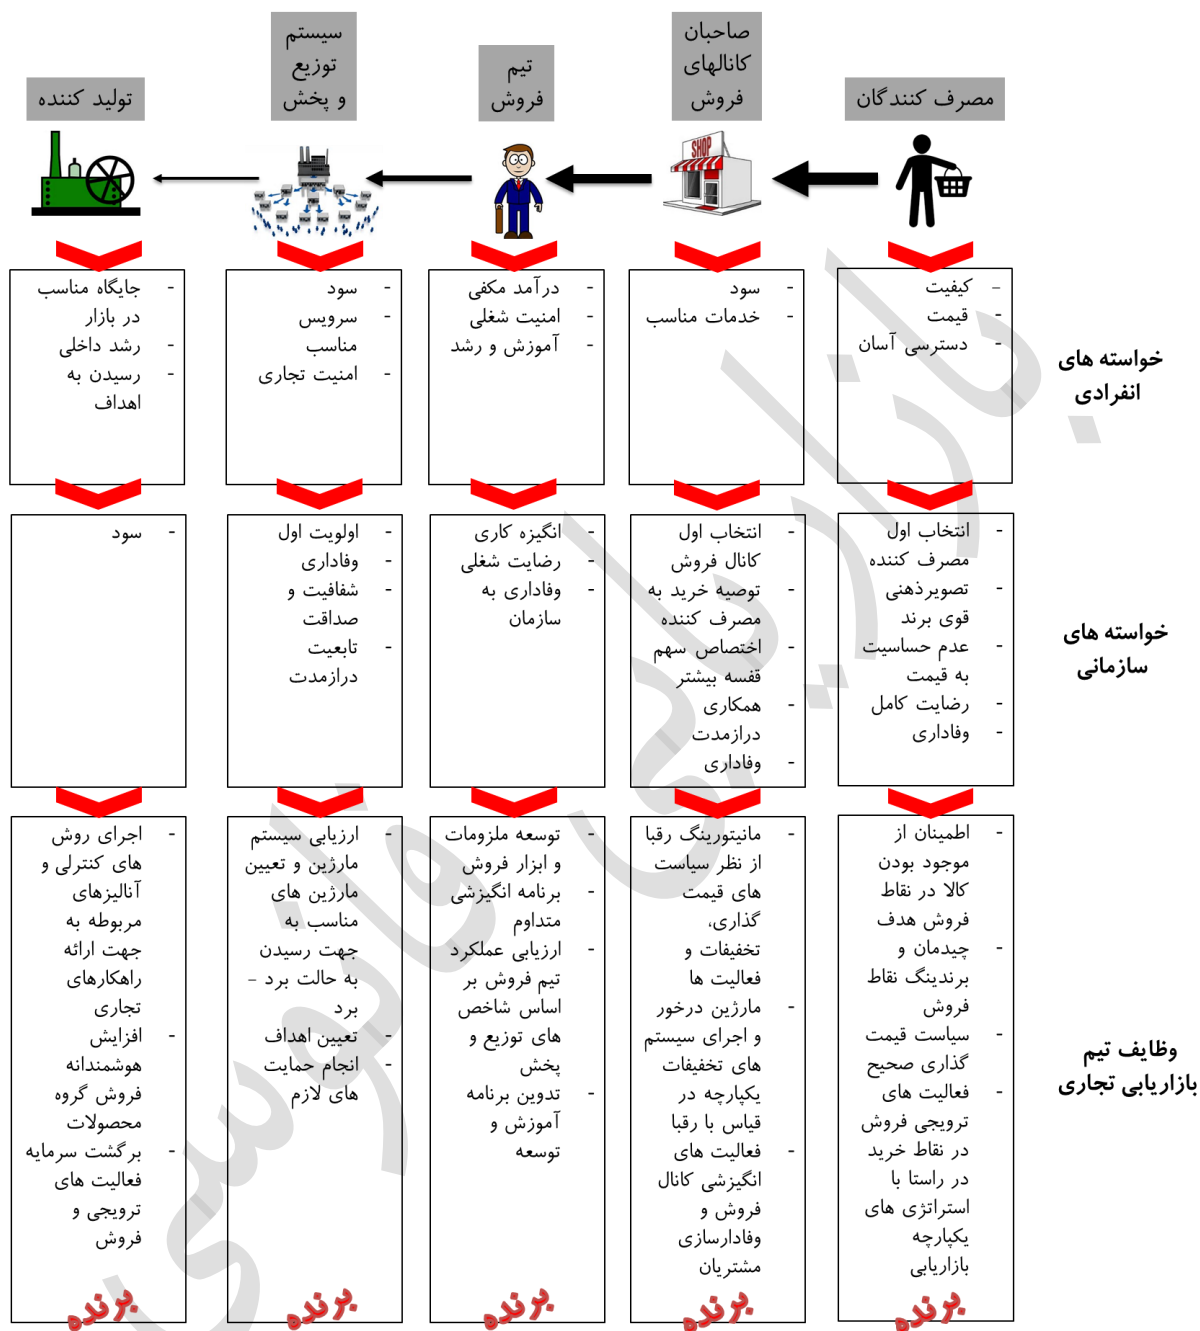 مصرف کنندگان
صاحبان
کانالهای
فروش
تیم
فروش
سیستم
توزیع
و پخش
تولید کننده
SHOP
خواسته های
انفرادی
- کیفیت
- قیمت
- دسترسی آسان
- سود
- خدمات مناسب
- درآمد مکفی
- امنیت شغلی
- آموزش و رشد
- سود
- سرویس
مناسب
- امنیت تجاری
- جایگاه مناسب
در بازار
- رشد داخلی
- رسیدن به
اهداف
خواسته های
سازمانی
- انتخاب اول
مصرف کننده
- تصویرذهنی
قوی برند
- عدم حساسیت
به قیمت
- رضایت کامل
- وفاداری
- انتخاب اول
کانال فروش
- توصیه خرید به
مصرف کننده
- اختصاص سهم
قفسه بیشتر
- همکاری
درازمدت
- وفاداری
- انگیزه کاری
- رضایت شغلی
- وفاداری به
سازمان
- اولویت اول
- وفاداری
- شفافیت و
صداقت
- تابعیت
درازمدت
- سود
وظایف تیم
بازاریابی تجاری
- اطمینان از
موجود بودن
کالا در نقاط
فروش هدف
- چیدمان و
برندینگ نقاط
فروش
- سیاست قیمت
گذاری صحیح
- فعالیت های
ترویجی فروش
در نقاط خرید
در راستا با
استراتژی های
یکپارچه
بازاریابی
برنده
- مانیتورینگ رقبا
از نظر سیاست
های قیمت
گذاری،
تخفیفات و
فعالیت ها
- مارژین درخور
و اجرای سیستم
های تخفیفات
یکپارچه در
قیاس با رقبا
- فعالیت های
انگیزشی کانال
فروش و
وفادارسازی
مشتریان
برنده
- توسعه ملزومات
و ابزار فروش
- برنامه انگیزشی
متداوم
- ارزیابی عملکرد
تیم فروش بر
اساس شاخص
های توزیع و
پخش
- تدوین برنامه
آموزش و
توسعه
برنده
- ارزیابی سیستم
مارژین و تعیین
مارژین های
مناسب به
جهت رسیدن
به حالت برد –
برد
- تعیین اهداف
- انجام حمایت
های لازم
برنده
- اجرای روش
های کنترلی و
آنالیزهای
مربوطه به
جهت ارائه
راهکارهای
تجاری
- افزایش
هوشمندانه
فروش گروه
محصولات
- برگشت سرمایه
فعالیت های
ترویجی و
فروش
برنده
بازاریابی فانوسی